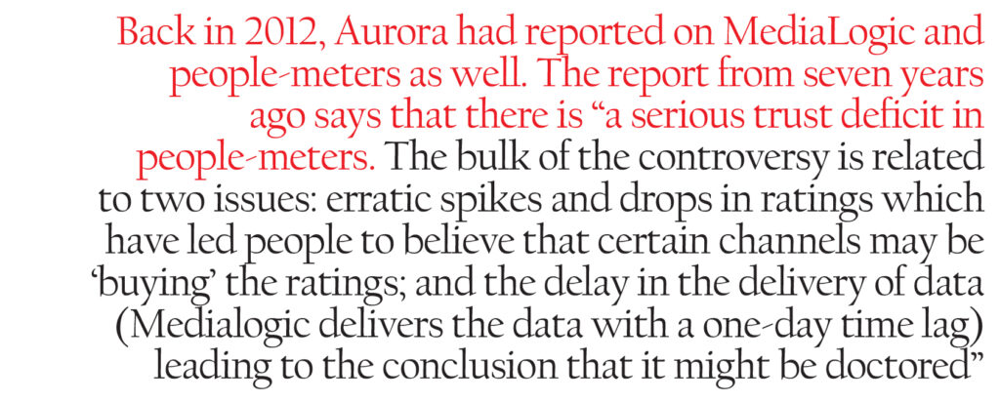 Back in 2012, Aurora had reported on MediaLogic and
people-meters as well. The report from seven years
ago says that there is “a serious trust deficit in
people-meters. The bulk of the controversy is related
to two issues: erratic spikes and drops in ratings which
have led people to believe that certain channels may be
‘buying’ the ratings; and the delay in the delivery of data
(Medialogic delivers the data with a one-day time lag)
leading to the conclusion that it might be doctored”